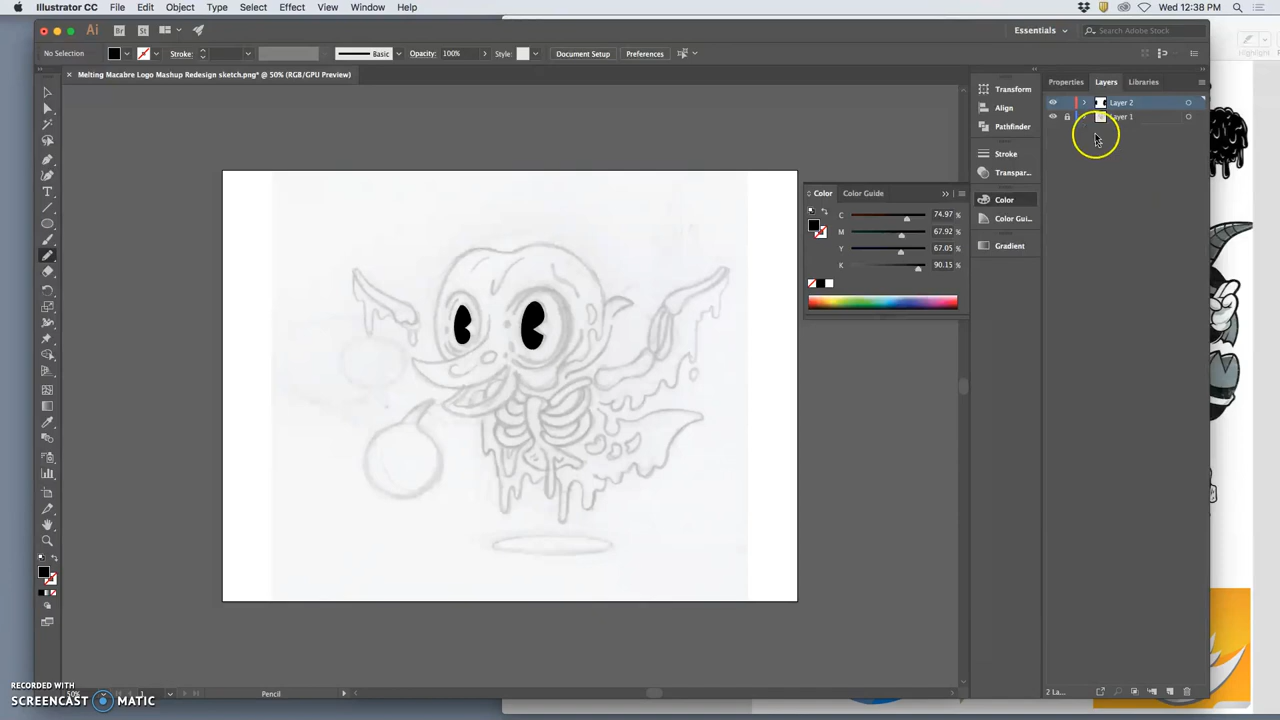 Illustrator CC File Edit Object Type Select Effect View Window Help Wed 12:38 PM
Essentials Search Adobe Stock
No Selection Stroke: Basic Opacity: 100% Style: Document Setup Preferences
Melting Macabre Logo Mashup Redesign sketch.png* @ 50% (RGB/GPU Preview)
Highlight
Transform
Align
Pathfinder
Stroke
Transpar...
Color
Color Gui...
Gradient
Properties Layers Libraries
Layer 2
Layer 1
Color Color Guide
C 74.97 %
M 67.92 %
Y 67.05 %
K 90.15 %
50% 1 Pencil
2 La...
RECORDED WITH
SCREENCAST MATIC